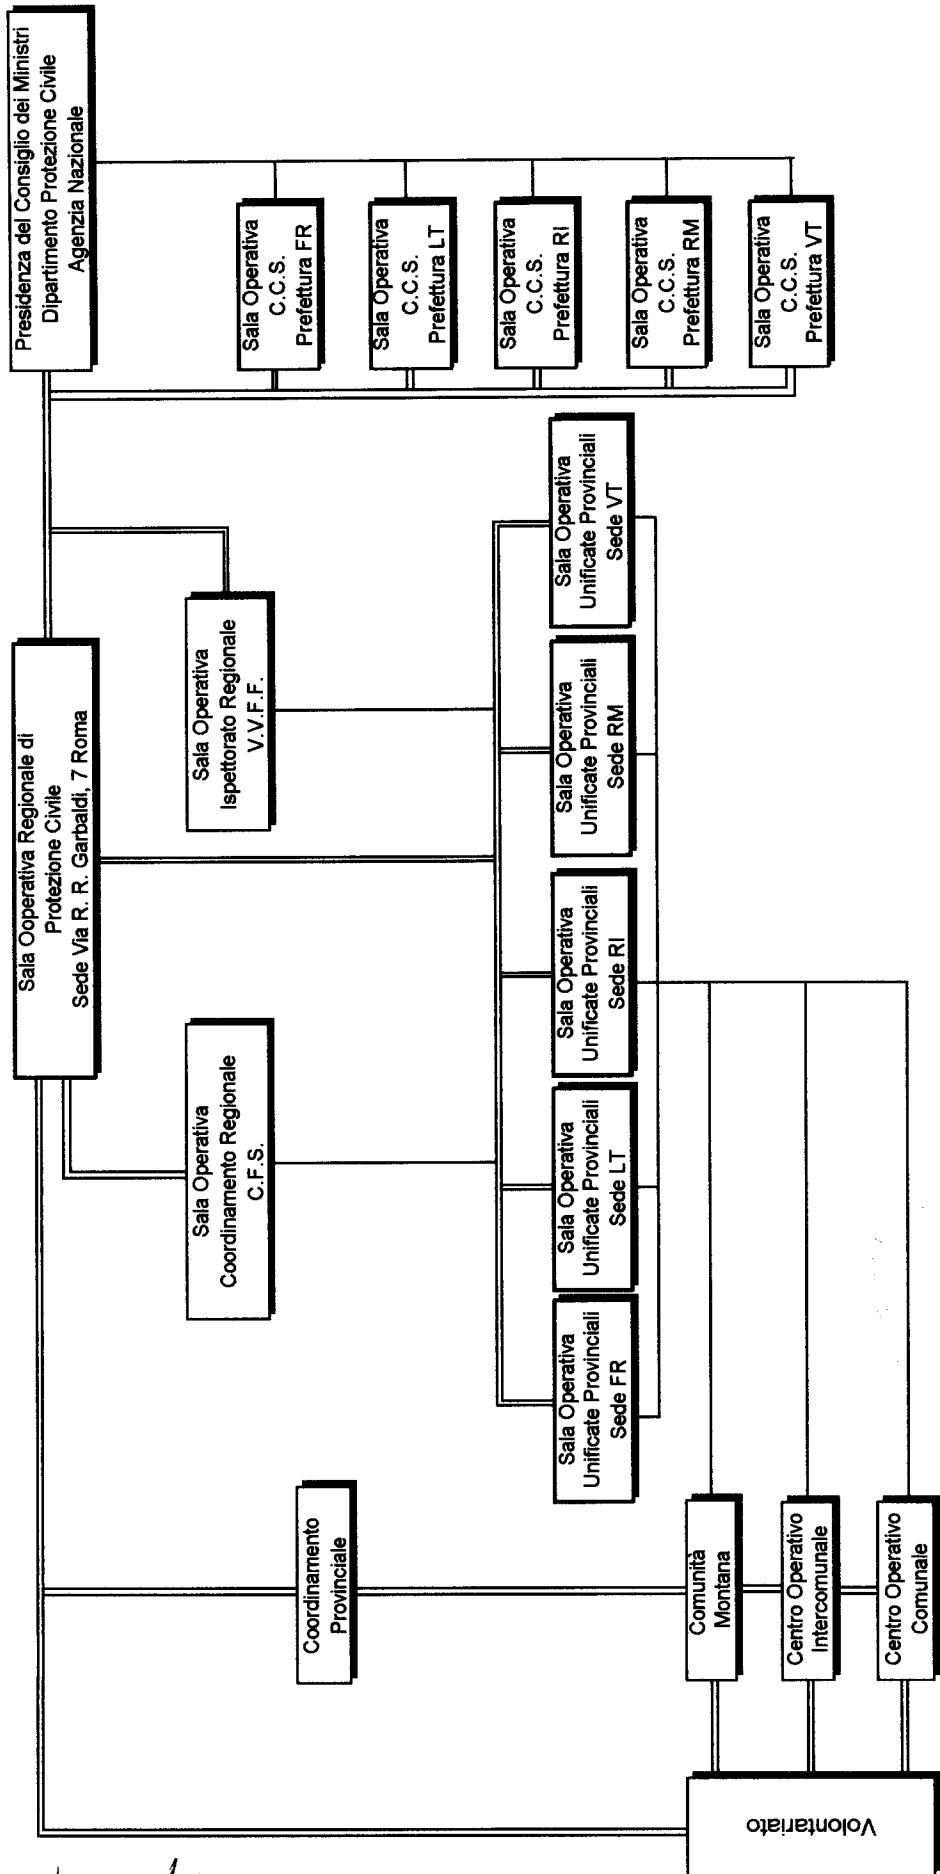 Presidenza del Consiglio dei Ministri
Dipartimento Protezione Civile
Agenzia Nazionale
Sala Ooperativa Regionale di
Protezione Civile
Sede Via R. R. Garbaldi, 7 Roma
Sala Operativa
C.C.S.
Prefettura FR
Sala Operativa
C.C.S.
Prefettura LT
Sala Operativa
C.C.S.
Prefettura RI
Sala Operativa
C.C.S.
Prefettura RM
Sala Operativa
C.C.S.
Prefettura VT
Sala Operativa
Ispettorato Regionale
V.V.F.F.
Sala Operativa
Coordinamento Regionale
C.F.S.
Sala Operativa
Unificate Provinciali
Sede VT
Sala Operativa
Unificate Provinciali
Sede RM
Sala Operativa
Unificate Provinciali
Sede RI
Sala Operativa
Unificate Provinciali
Sede LT
Sala Operativa
Unificate Provinciali
Sede FR
Coordinamento
Provinciale
Comunità
Montana
Centro Operativo
Intercomunale
Centro Operativo
Comunale
Volontariato